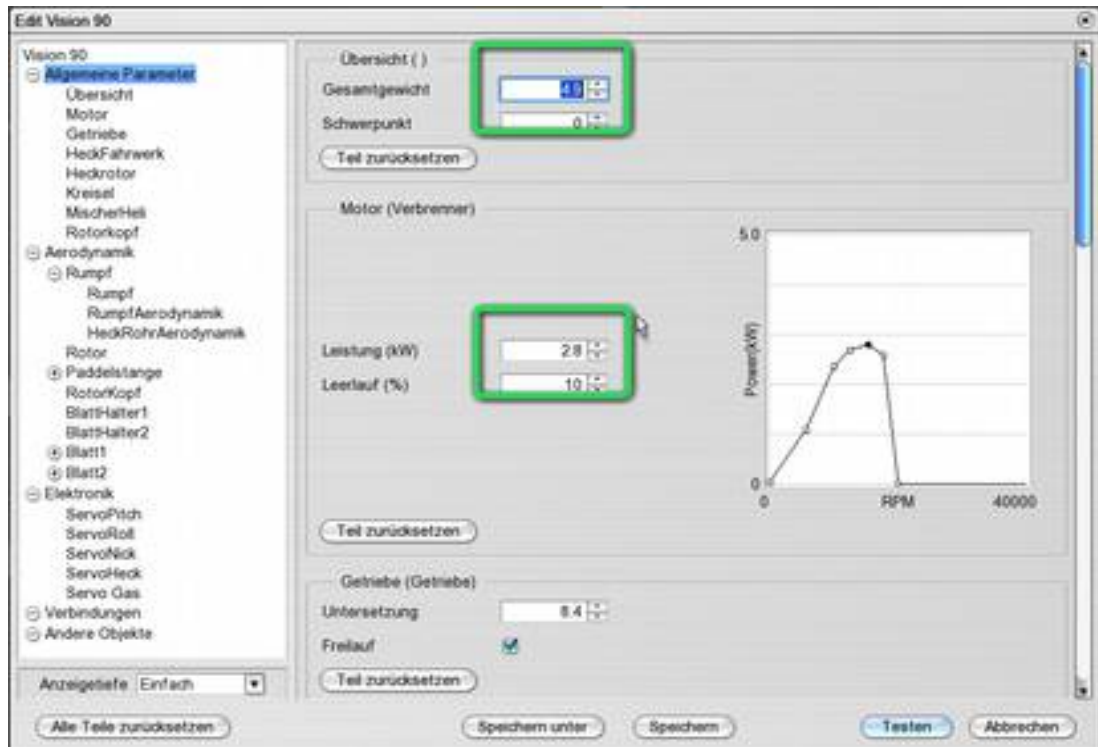 Edit Vision 90
Vision 90
Allgemeine Parameter
Übersicht
Motor
Getriebe
HeckFahrwerk
Heckrotor
Kreisel
MischerHeli
Rotorkopf
Aerodynamik
Rumpf
Rumpf
RumpfAerodynamik
HeckRohrAerodynamik
Rotor
Paddelstange
RotorKopf
BlattHalter1
BlattHalter2
Blatt1
Blatt2
Elektronik
ServoPitch
ServoRoll
ServoNick
ServoHeck
Servo Gas
Verbindungen
Andere Objekte
Anzeigetiefe Einfach
Übersicht ( )
Gesamtgewicht 4.9
Schwerpunkt 0
Teil zurücksetzen
Motor (Verbrenner)
Leistung (kW) 2.8
Leerlauf (%) 10
5.0
Power(kW)
0
0 RPM 40000
Teil zurücksetzen
Getriebe (Getriebe)
Untersetzung 8.4
Freilauf
Teil zurücksetzen
Alle Teile zurücksetzen Speichern unter Speichern Testen Abbrechen